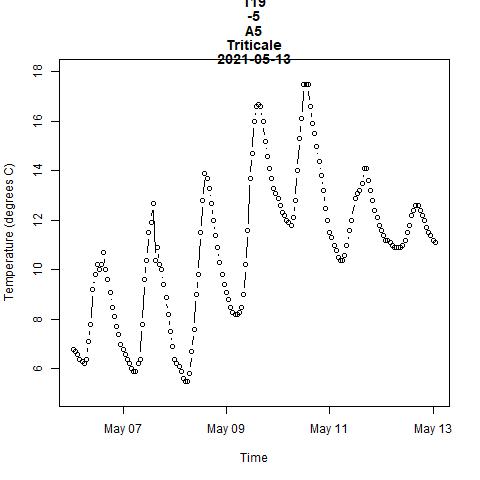 T19
-5
A5
Triticale
2021-05-13
Temperature (degrees C)
18
16
14
12
10
8
6
May 07
May 09
May 11
May 13
Time